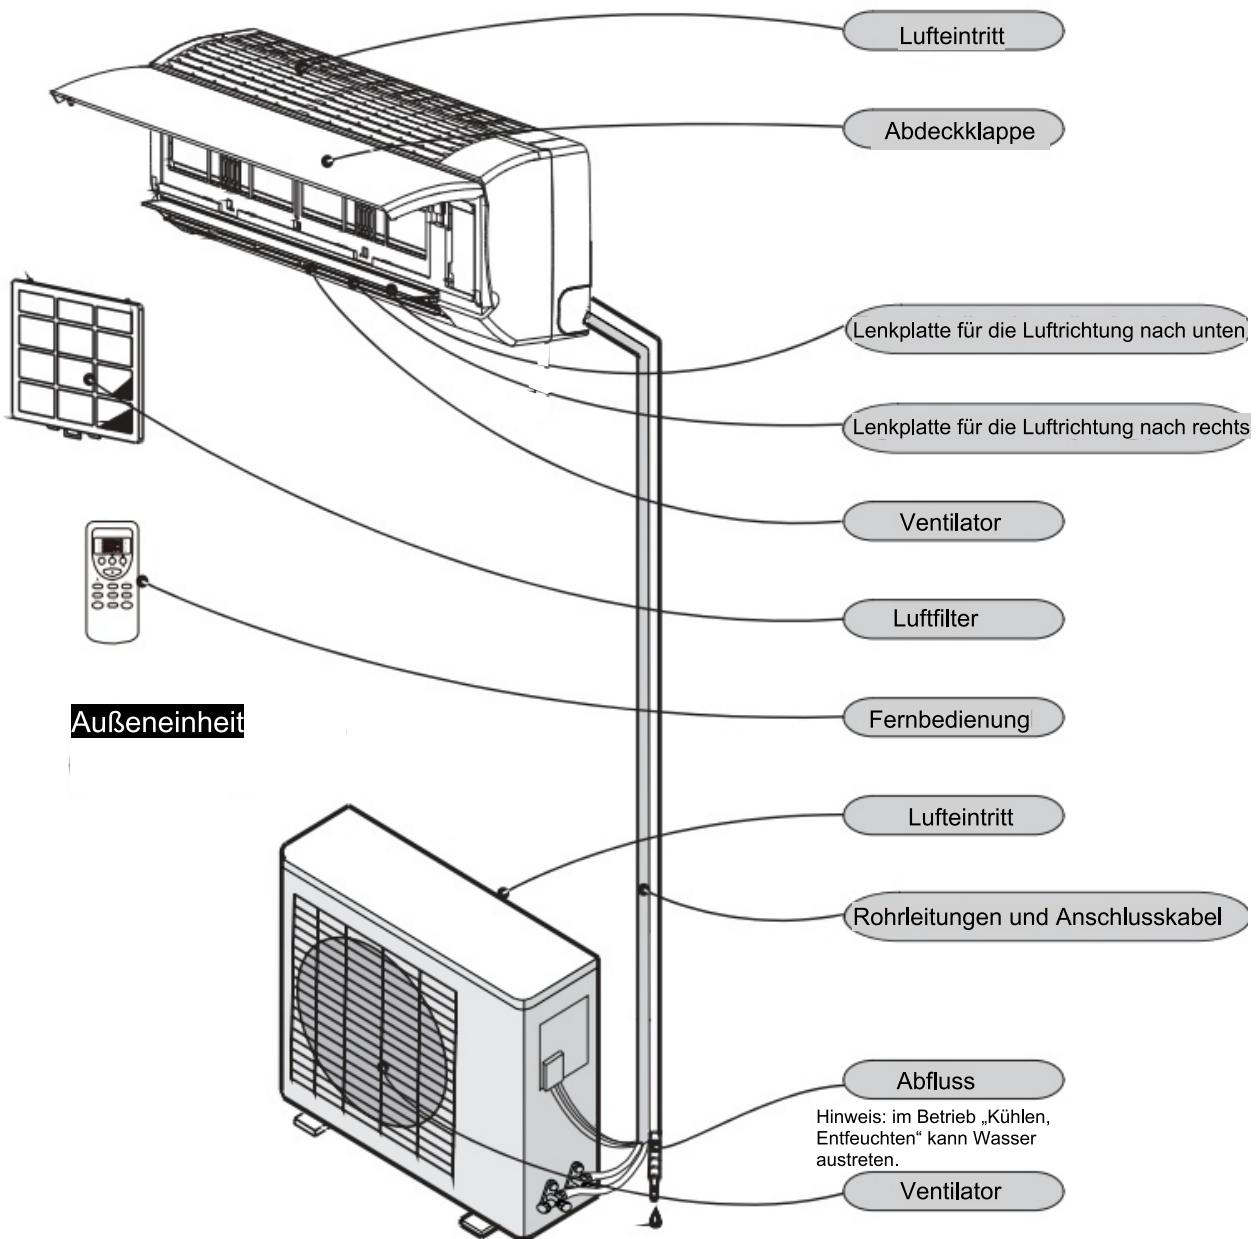 Lufteintritt
Abdeckklappe
Lenkplatte für die Luftrichtung nach unten
Lenkplatte für die Luftrichtung nach rechts
Ventilator
Luftfilter
Fernbedienung
Außeneinheit
Lufteintritt
Rohrleitungen und Anschlusskabel
Abfluss
Hinweis: im Betrieb „Kühlen,
Entfeuchten“ kann Wasser
austreten.
Ventilator